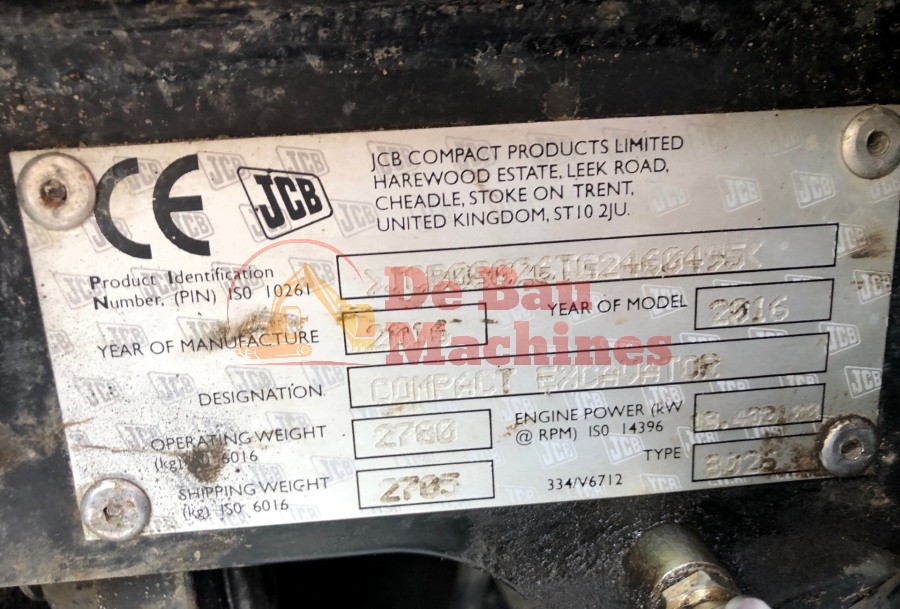 CE
JCB
JCB COMPACT PRODUCTS LIMITED
HAREWOOD ESTATE, LEEK ROAD,
CHEADLE, STOKE ON TRENT,
UNITED KINGDOM, ST10 2JU.
Product Identification
Number. (PIN) ISO 10261
De Ban
Machines
YEAR OF MANUFACTURE
YEAR OF MODEL 2016
DESIGNATION COMPACT EXCAVATOR
OPERATING WEIGHT
(kg) ISO 6016
2780
ENGINE POWER (kW
@ RPM) ISO 14396
SHIPPING WEIGHT
(kg) ISO 6016
2705
334/V6712
TYPE 8026